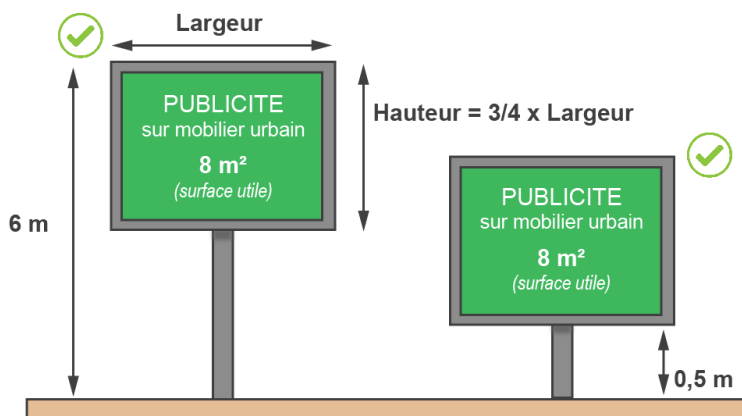 Largeur
PUBLICITE
sur mobilier urbain
8 m²
(surface utile)
Hauteur = 3/4 x Largeur
6 m
PUBLICITE
sur mobilier urbain
8 m²
(surface utile)
0,5 m